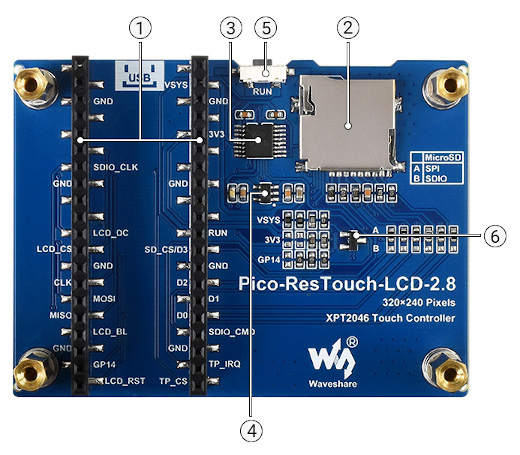 ① ③ ⑤ ②
USB
VSYS
RUN
GND
GND
3V3
MicroSD
A SPI
B SDIO
SDIO_CLK
GND
GND
④
VSYS
LCD_DC
RUN
A
⑥
3V3
B
LCD_CS
SD_CS/D3
GND
GND
GP14
CLK
D2
Pico-ResTouch-LCD-2.8
MOSI
D1
320×240 Pixels
MISO
D0
XPT2046 Touch Controller
LCD_BL
SDIO_CMD
GND
GND
®
GP14
TP_IRQ
LCD_RST
TP_CS
Waveshare